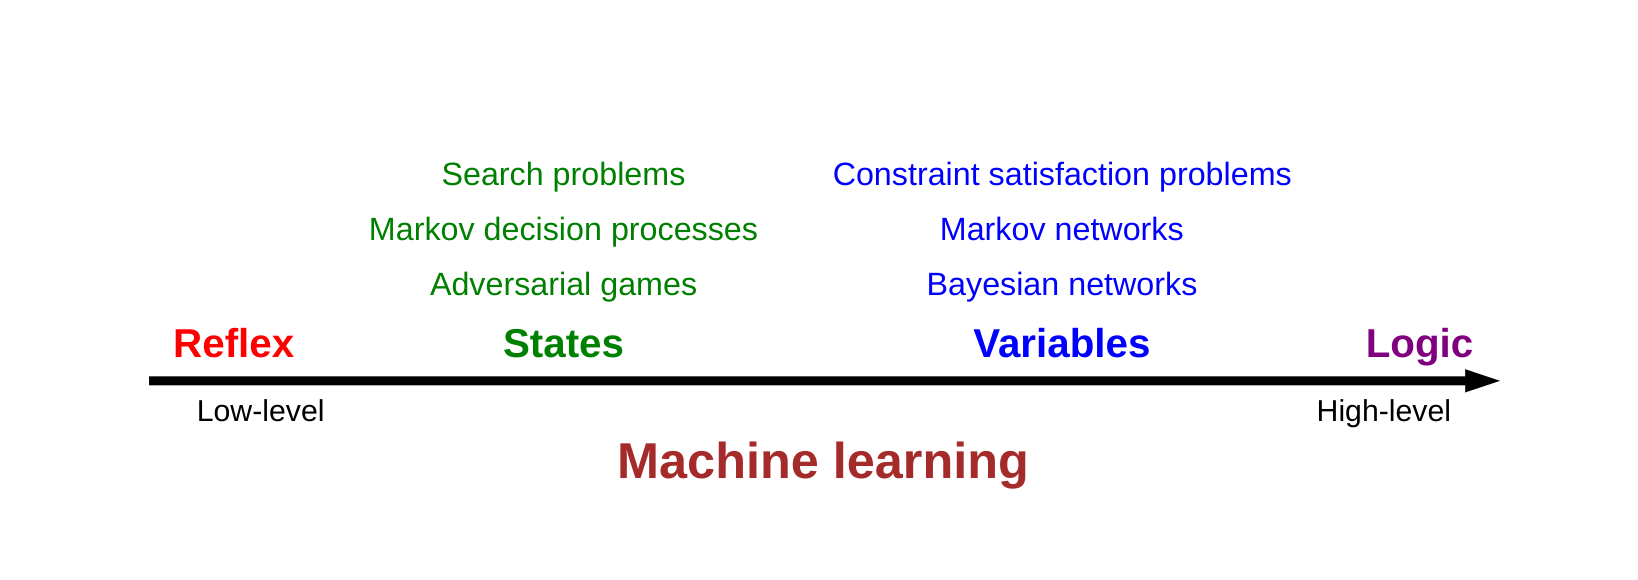 Search problems
Markov decision processes
Adversarial games
Constraint satisfaction problems
Markov networks
Bayesian networks
Reflex
States
Variables
Logic
Low-level
High-level
Machine learning